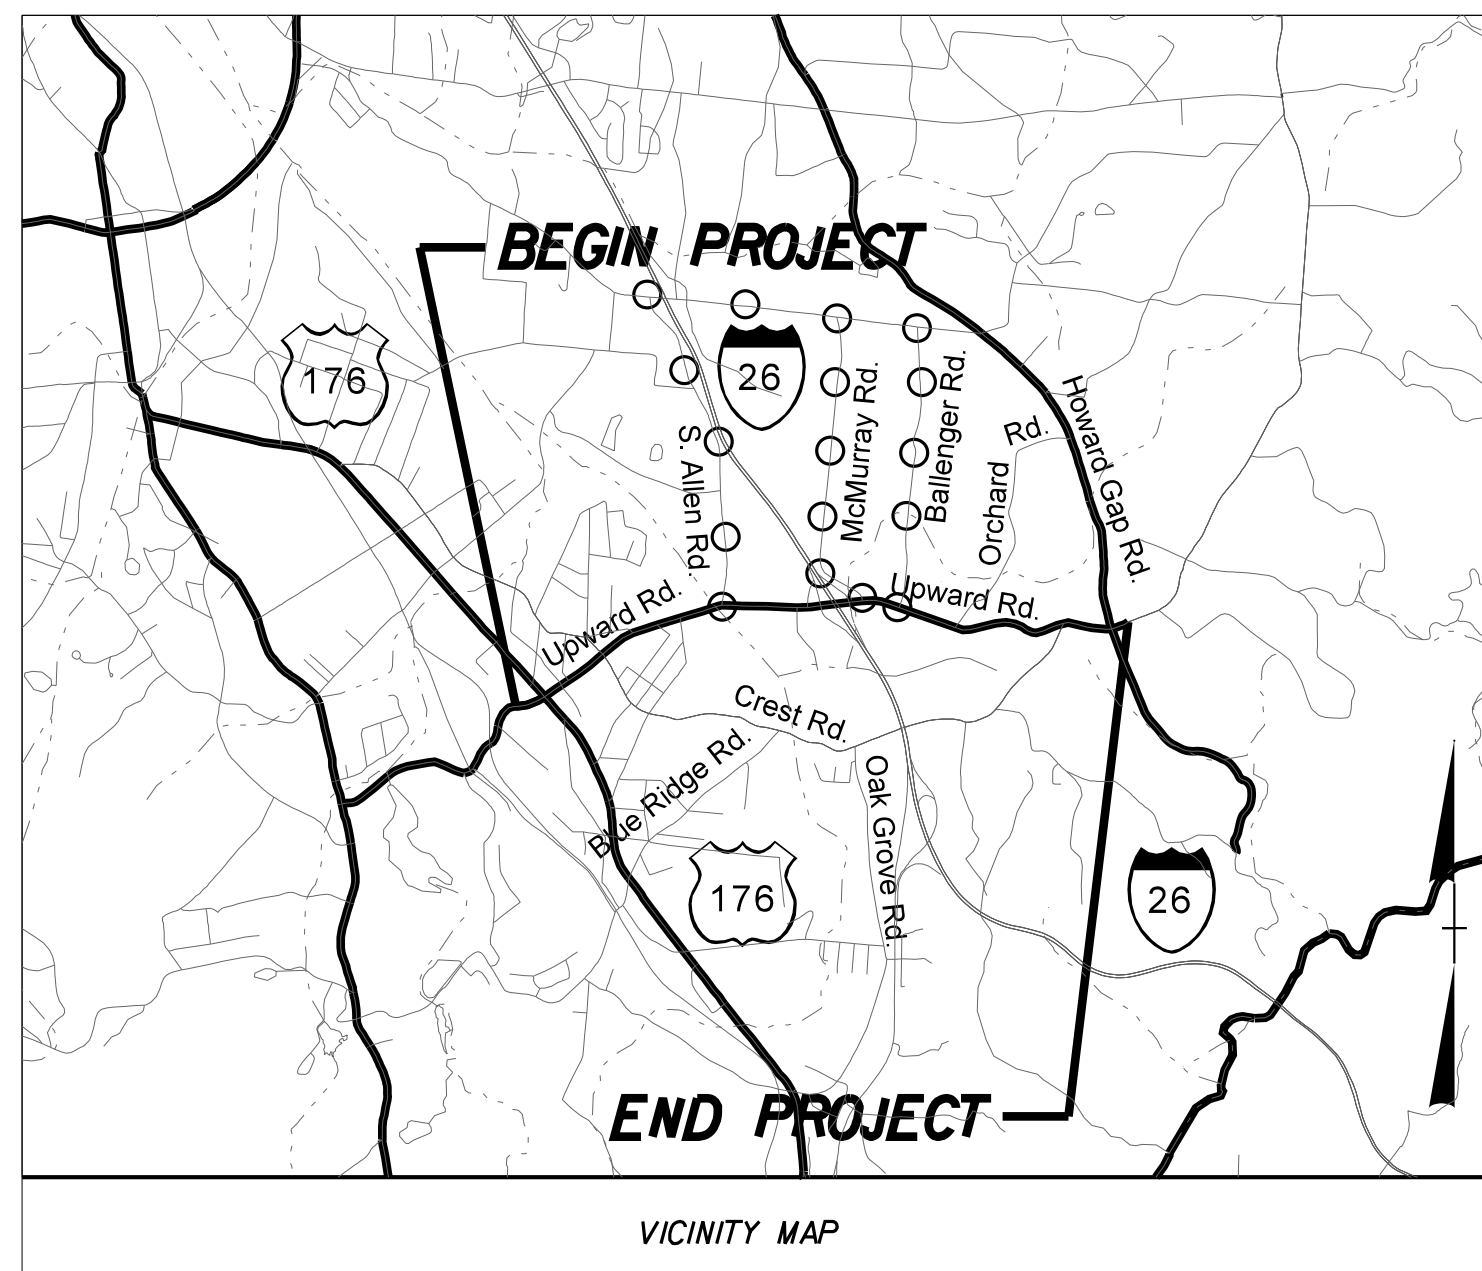 BEGIN PROJECT
176
26
S. Allen Rd.
McMurray Rd.
Ballenger Rd.
Orchard Rd.
Howard Gap Rd.
Upward Rd.
Upward Rd.
Crest Rd.
Blue Ridge Rd.
Oak Grove Rd.
176
26
END PROJECT
VICINITY MAP